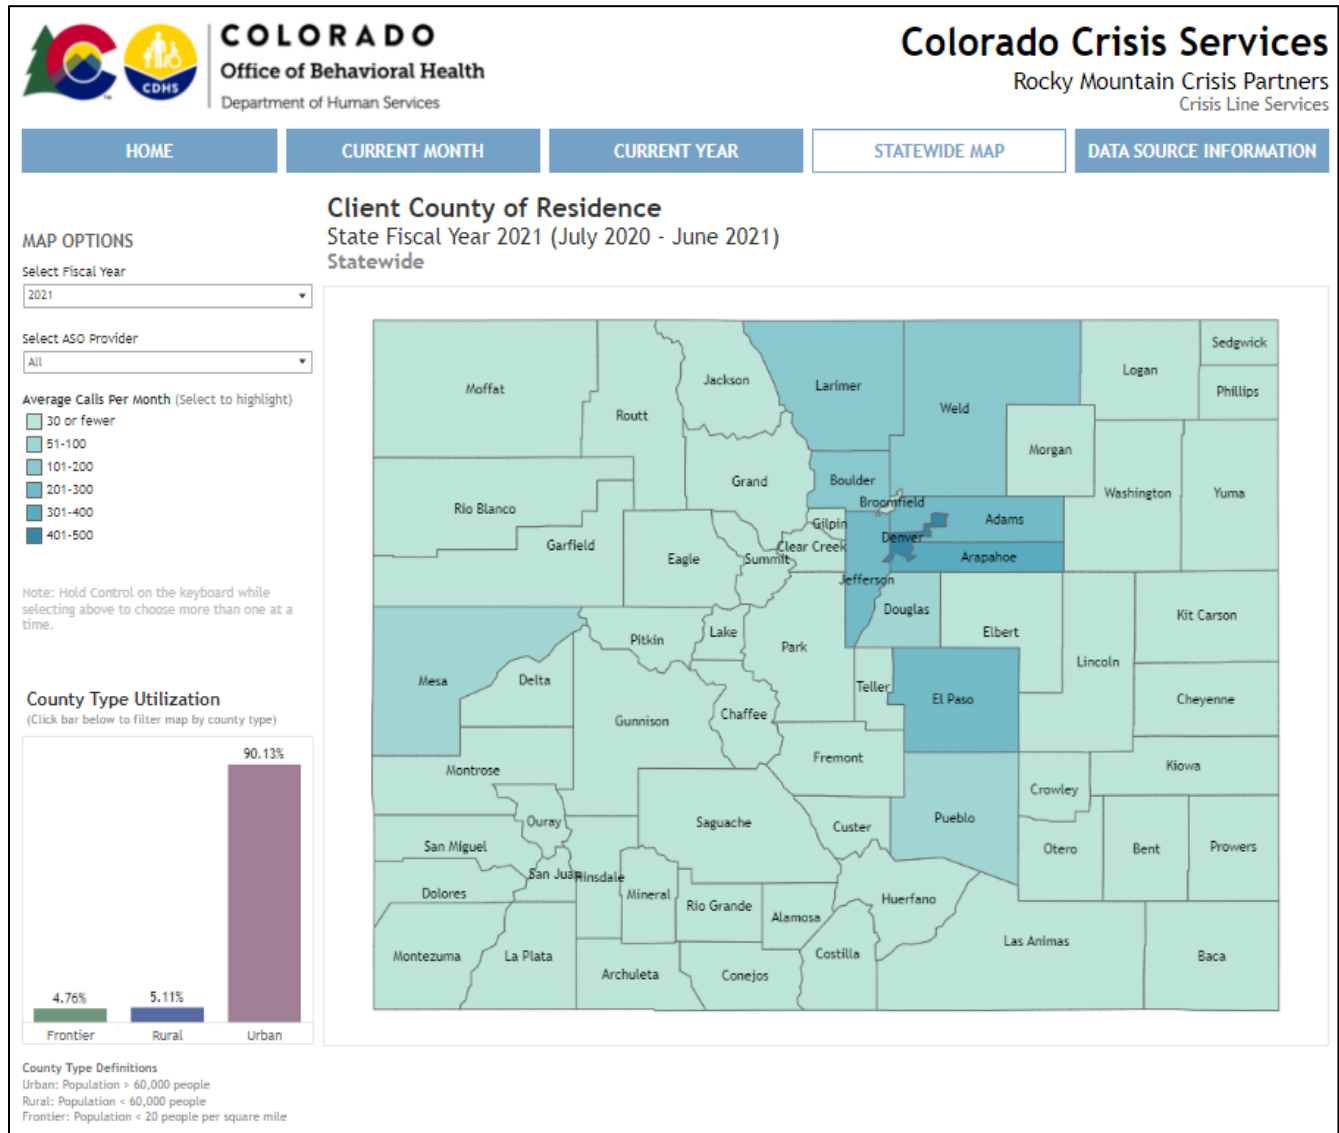 COLORADO
Office of Behavioral Health
Department of Human Services
CDHS
TM
Colorado Crisis Services
Rocky Mountain Crisis Partners
Crisis Line Services
HOME
CURRENT MONTH
CURRENT YEAR
STATEWIDE MAP
DATA SOURCE INFORMATION
Client County of Residence
State Fiscal Year 2021 (July 2020 - June 2021)
Statewide
MAP OPTIONS
Select Fiscal Year
2021
Select ASO Provider
All
Average Calls Per Month (Select to highlight)
30 or fewer
51-100
101-200
201-300
301-400
401-500
Note: Hold Control on the keyboard while
selecting above to choose more than one at a
time.
County Type Utilization
(Click bar below to filter map by county type)
90.13%
4.76%
5.11%
Frontier
Rural
Urban
County Type Definitions
Urban: Population > 60,000 people
Rural: Population < 60,000 people
Frontier: Population < 20 people per square mile
Moffat
Routt
Jackson
Larimer
Weld
Logan
Sedgwick
Phillips
Morgan
Rio Blanco
Grand
Boulder
Broomfield
Washington
Yuma
Garfield
Eagle
Summit
Gilpin
Clear Creek
Denver
Adams
Arapahoe
Jefferson
Douglas
Elbert
Kit Carson
Pitkin
Lake
Park
Lincoln
Mesa
Delta
Teller
El Paso
Cheyenne
Gunnison
Chaffee
Fremont
Montrose
Kiowa
Crowley
Ouray
Saguache
Custer
Pueblo
San Miguel
Otero
Bent
Prowers
San Juan
Hinsdale
Dolores
Mineral
Rio Grande
Alamosa
Huerfano
Montezuma
La Plata
Archuleta
Conejos
Costilla
Las Animas
Baca